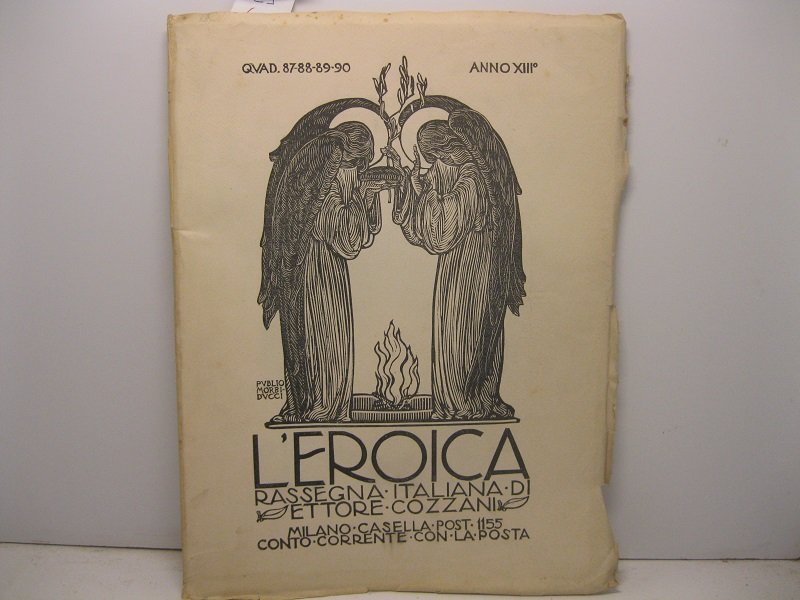 QVAD. 87-88-89-90 ANNO XIIIº
PVBLIO
MORBI-
DVCCI
L'EROICA
RASSEGNA·ITALIANA·DI
ETTORE·COZZANI
MILANO·CASELLA·POST·1155
CONTO·CORRENTE·CON·LA·POSTA